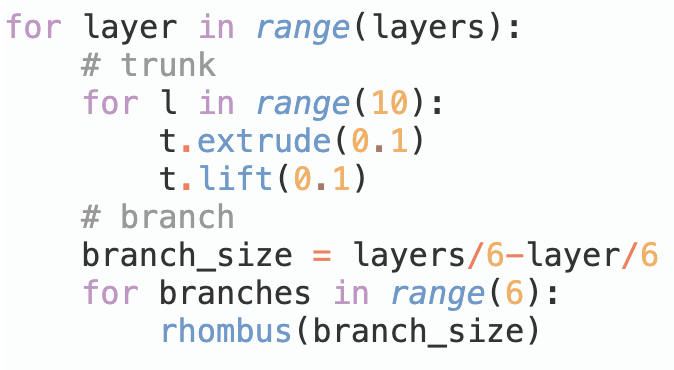 for layer in range(layers):
    # trunk
    for l in range(10):
        t.extrude(0.1)
        t.lift(0.1)
    # branch
    branch_size = layers/6-layer/6
    for branches in range(6):
        rhombus(branch_size)